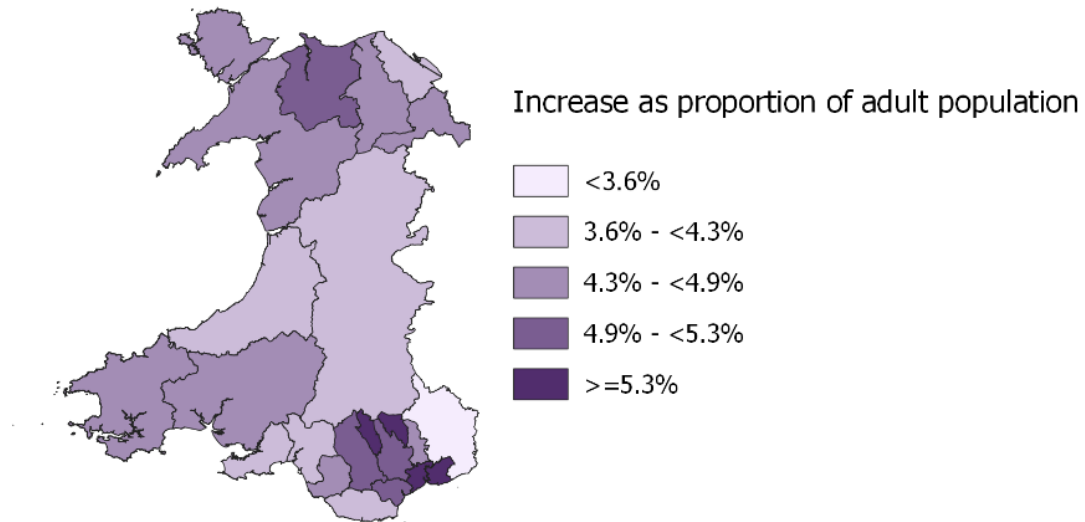 Increase as proportion of adult population
<3.6%
3.6% - <4.3%
4.3% - <4.9%
4.9% - <5.3%
>=5.3%